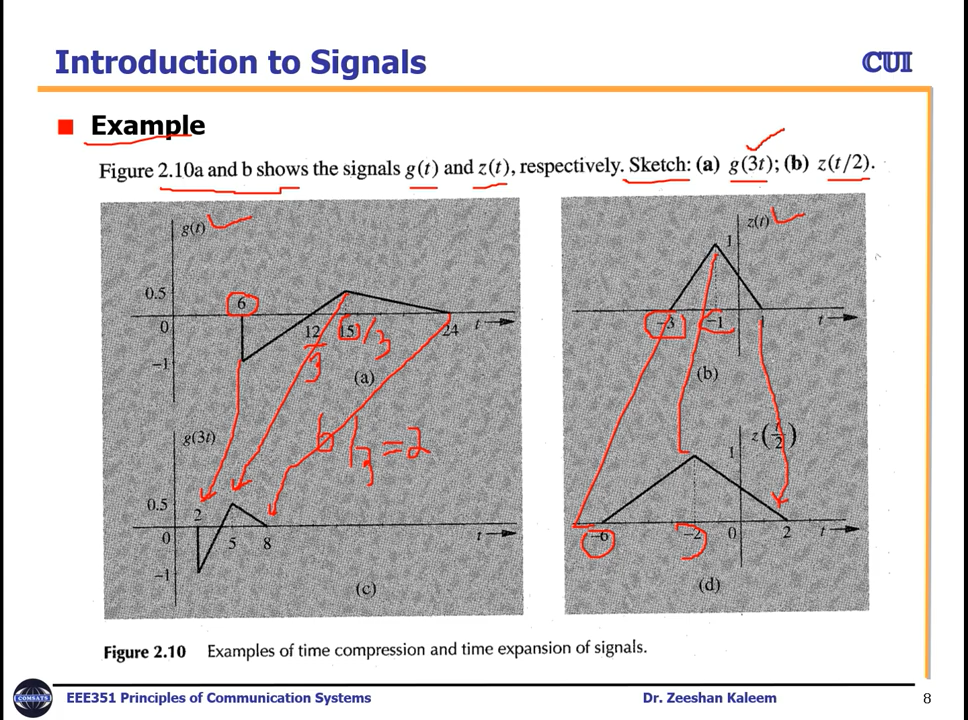 Introduction to Signals
CUI
Example
Figure 2.10a and b shows the signals g(t) and z(t), respectively. Sketch: (a) g(3t); (b) z(t/2).
g(t)
0.5
6
0
12
15
/3
24
t
3
−1
(a)
z(t)
1
−3
−1
1
t
(b)
g(3t)
6/3 = 2
0.5
2
0
5
8
t
−1
(c)
z(t/2)
1
−6
−2
0
2
t
(d)
Figure 2.10 Examples of time compression and time expansion of signals.
COMSATS
EEE351 Principles of Communication Systems
Dr. Zeeshan Kaleem
8